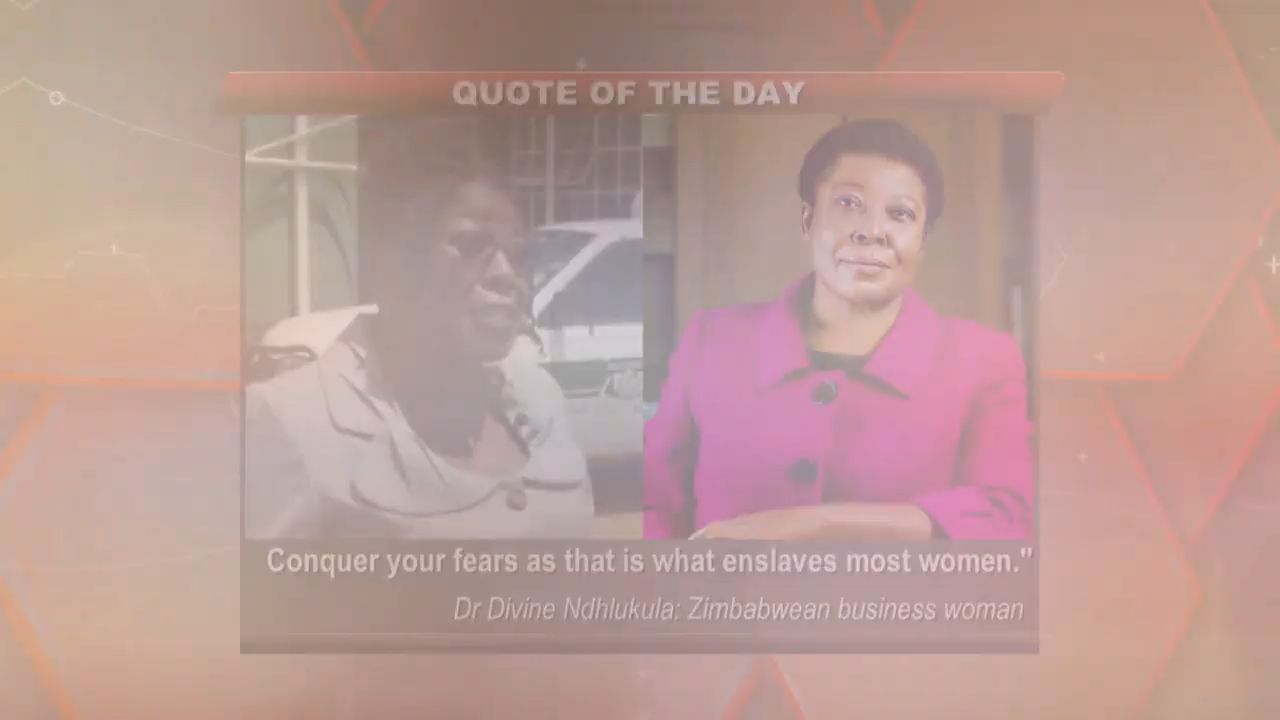 QUOTE OF THE DAY
Conquer your fears as that is what enslaves most women."
Dr Divine Ndhlukula: Zimbabwean business woman